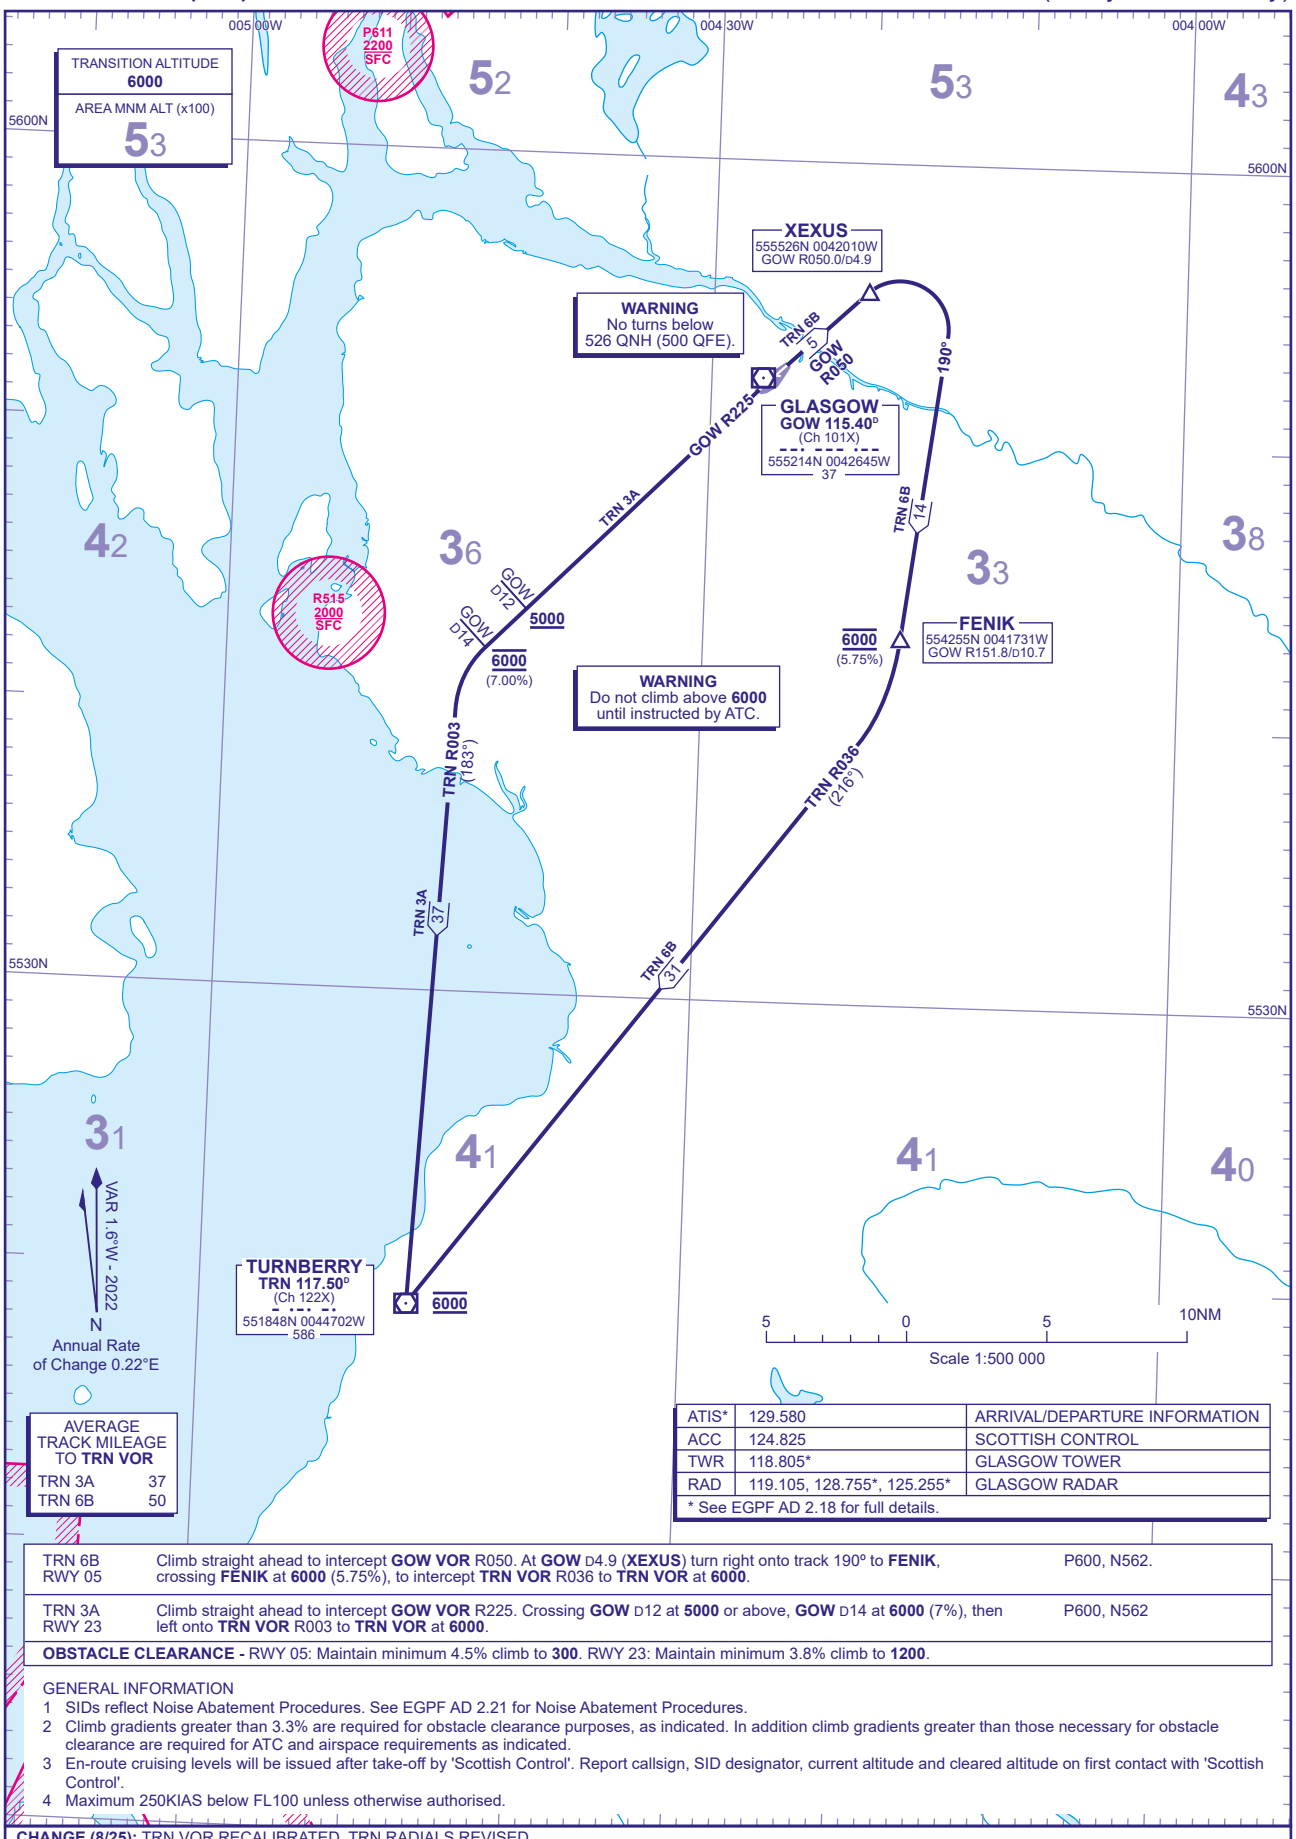 005 00W
004 30W
004 00W
P611
2200
SFC
TRANSITION ALTITUDE
6000
AREA MNM ALT (x100)
53
52
53
43
5600N
5600N
XEXUS
555526N 0042010W
GOW R050.0/D4.9
WARNING
No turns below
526 QNH (500 QFE).
TRN 6B
5
GOW
R050
190°
GLASGOW
GOW 115.40D
(Ch 101X)
555214N 0042645W
37
GOW R225
TRN 3A
TRN 6B
14
42
36
38
33
R515
2000
SFC
GOW
D12
5000
GOW
D14
6000
(7.00%)
6000
(5.75%)
FENIK
554255N 0041731W
GOW R151.8/D10.7
WARNING
Do not climb above 6000
until instructed by ATC.
TRN R003
(183°)
TRN R036
(216°)
TRN 3A
37
TRN 6B
31
5530N
5530N
31
41
41
40
VAR 1.6°W - 2022
N
Annual Rate
of Change 0.22°E
TURNBERRY
TRN 117.50D
(Ch 122X)
551848N 0044702W
586
6000
5 0 5 10NM
Scale 1:500 000
AVERAGE
TRACK MILEAGE
TO TRN VOR
TRN 3A 37
TRN 6B 50
ATIS* 129.580 ARRIVAL/DEPARTURE INFORMATION
ACC 124.825 SCOTTISH CONTROL
TWR 118.805* GLASGOW TOWER
RAD 119.105, 128.755*, 125.255* GLASGOW RADAR
* See EGPF AD 2.18 for full details.
TRN 6B Climb straight ahead to intercept GOW VOR R050. At GOW D4.9 (XEXUS) turn right onto track 190º to FENIK, P600, N562.
RWY 05 crossing FENIK at 6000 (5.75%), to intercept TRN VOR R036 to TRN VOR at 6000.
TRN 3A Climb straight ahead to intercept GOW VOR R225. Crossing GOW D12 at 5000 or above, GOW D14 at 6000 (7%), then P600, N562
RWY 23 left onto TRN VOR R003 to TRN VOR at 6000.
OBSTACLE CLEARANCE - RWY 05: Maintain minimum 4.5% climb to 300. RWY 23: Maintain minimum 3.8% climb to 1200.
GENERAL INFORMATION
1 SIDs reflect Noise Abatement Procedures. See EGPF AD 2.21 for Noise Abatement Procedures.
2 Climb gradients greater than 3.3% are required for obstacle clearance purposes, as indicated. In addition climb gradients greater than those necessary for obstacle
clearance are required for ATC and airspace requirements as indicated.
3 En-route cruising levels will be issued after take-off by 'Scottish Control'. Report callsign, SID designator, current altitude and cleared altitude on first contact with 'Scottish
Control'.
4 Maximum 250KIAS below FL100 unless otherwise authorised.
CHANGE (8/25): TRN VOR RECALIBRATED. TRN RADIALS REVISED.